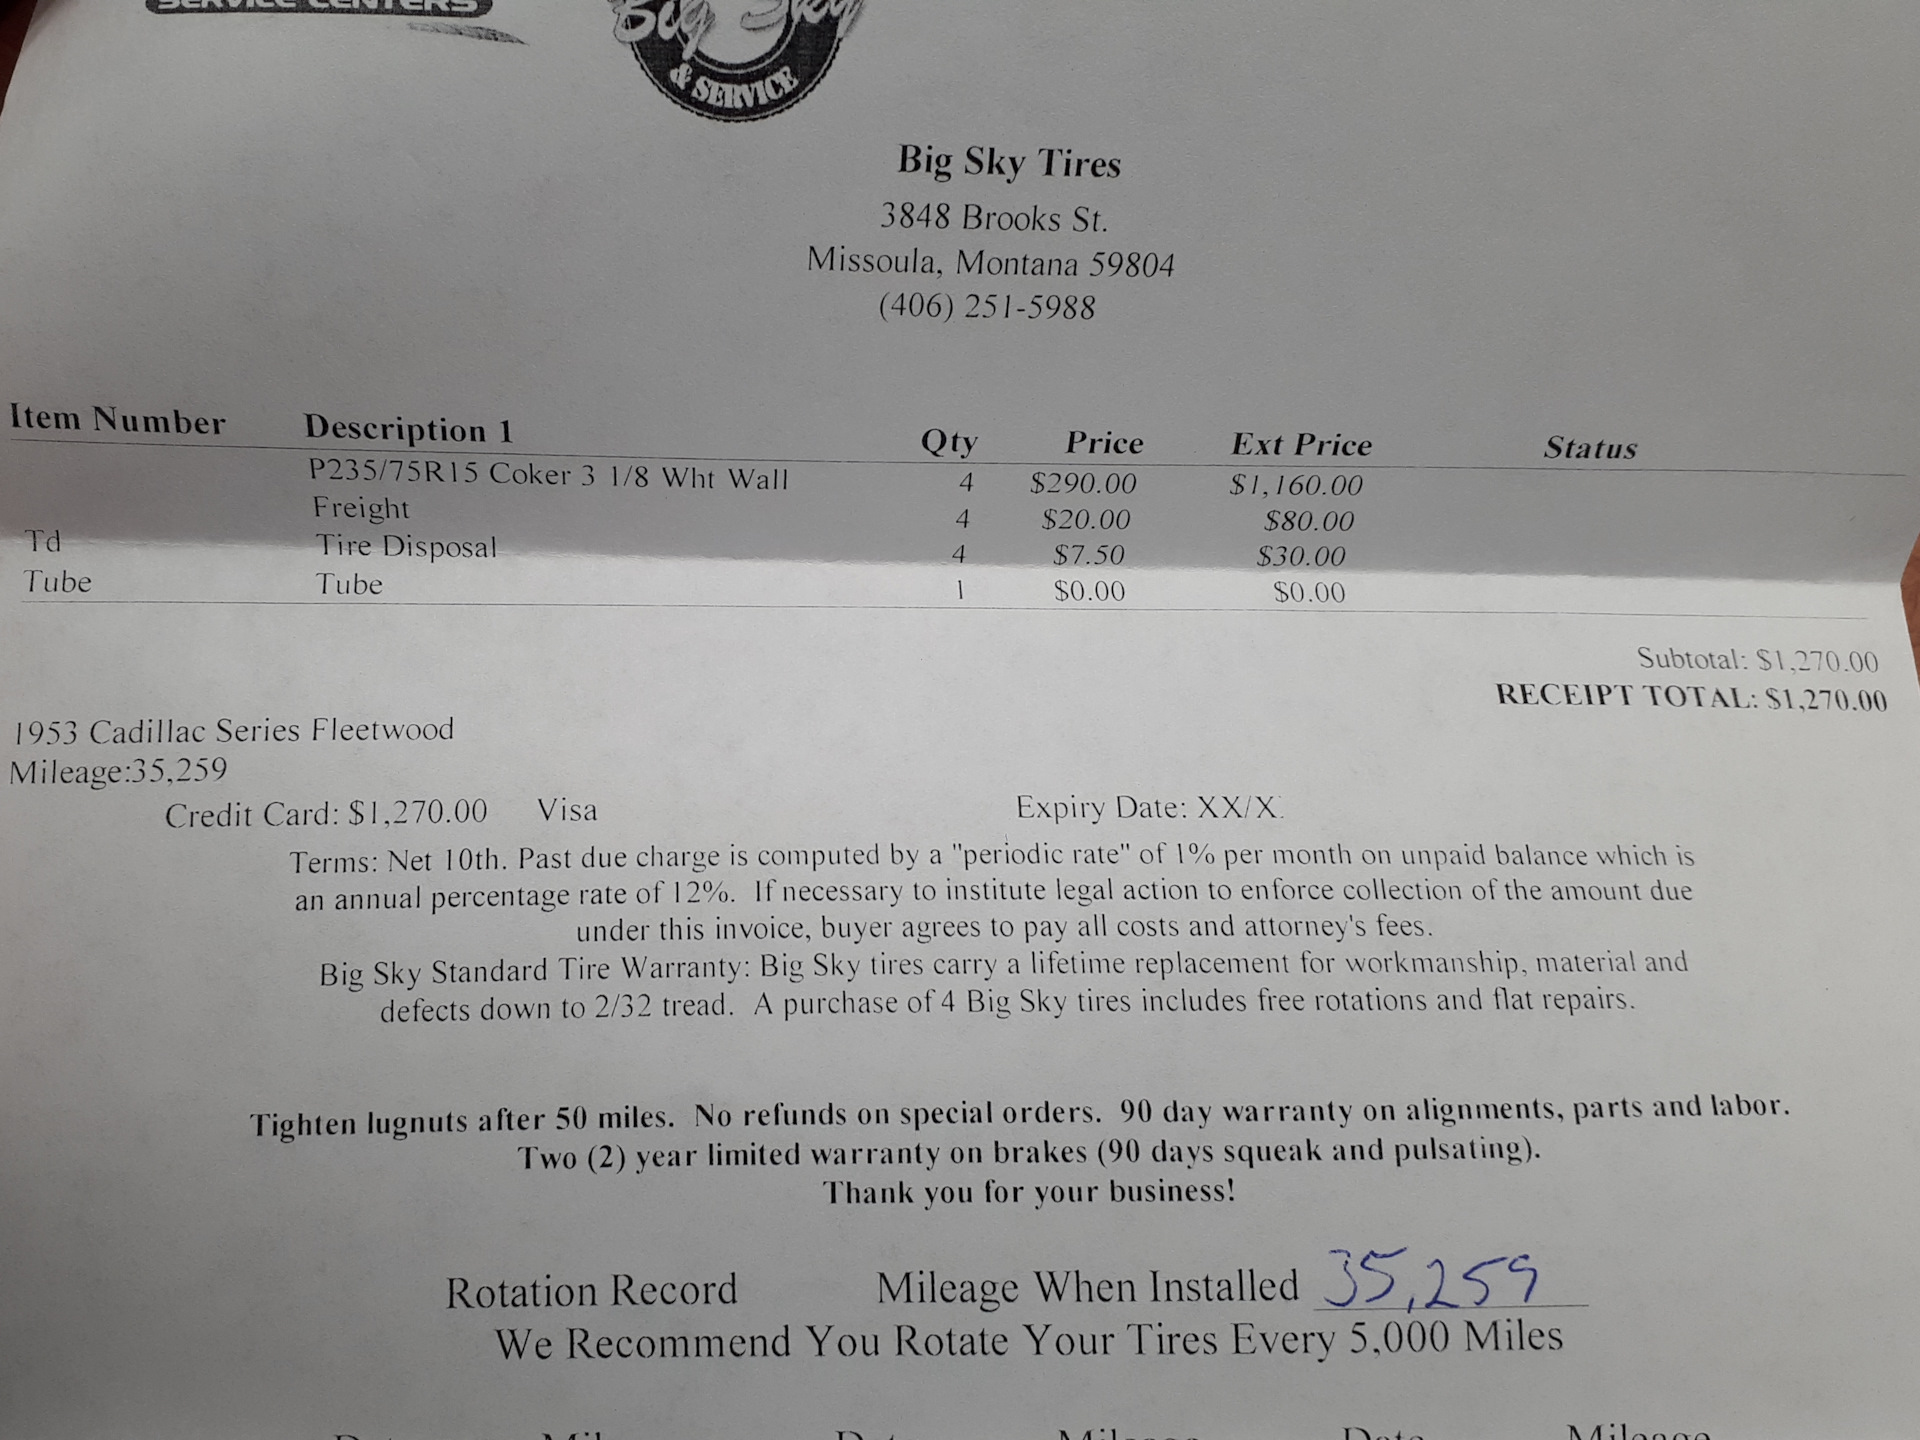 SERVICE CENTERS
Big Sky
& SERVICE
Big Sky Tires
3848 Brooks St.
Missoula, Montana 59804
(406) 251-5988
Item Number Description 1 Qty Price Ext Price Status
P235/75R15 Coker 3 1/8 Wht Wall 4 $290.00 $1,160.00
Freight 4 $20.00 $80.00
Td Tire Disposal 4 $7.50 $30.00
Tube Tube 1 $0.00 $0.00
Subtotal: $1,270.00
RECEIPT TOTAL: $1,270.00
1953 Cadillac Series Fleetwood
Mileage:35,259
Credit Card: $1,270.00 Visa Expiry Date: XX/X
Terms: Net 10th. Past due charge is computed by a "periodic rate" of 1% per month on unpaid balance which is
an annual percentage rate of 12%. If necessary to institute legal action to enforce collection of the amount due
under this invoice, buyer agrees to pay all costs and attorney's fees.
Big Sky Standard Tire Warranty: Big Sky tires carry a lifetime replacement for workmanship, material and
defects down to 2/32 tread. A purchase of 4 Big Sky tires includes free rotations and flat repairs.
Tighten lugnuts after 50 miles. No refunds on special orders. 90 day warranty on alignments, parts and labor.
Two (2) year limited warranty on brakes (90 days squeak and pulsating).
Thank you for your business!
Rotation Record Mileage When Installed 35,259
We Recommend You Rotate Your Tires Every 5,000 Miles
Date Mileage Date Mileage